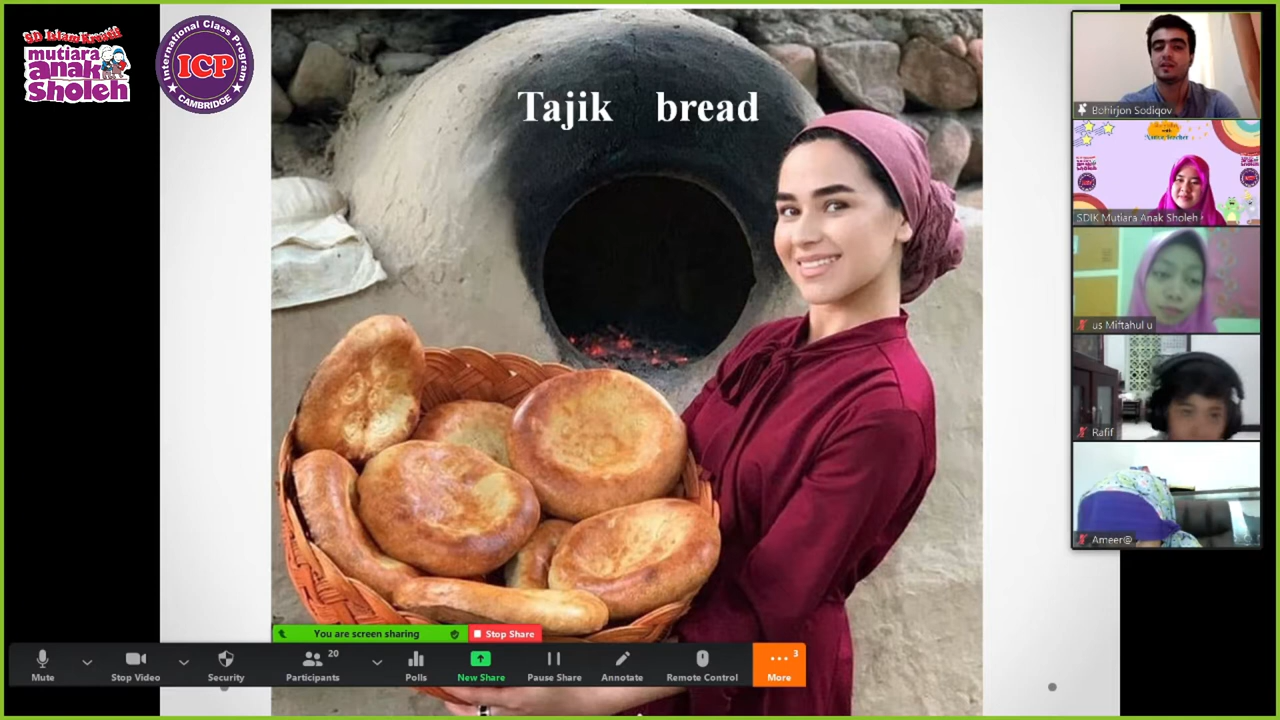 SD Islam Kreatif
mutiara
anak
sholeh
International Class Program
ICP
CAMBRIDGE
Tajik bread
Bohirjon Sodiqov
SDIK Mutiara Anak Sholeh
us Miftahul u
Rafif
Ameer@
You are screen sharing
Stop Share
Mute
Stop Video
Security
20
Participants
Polls
New Share
Pause Share
Annotate
Remote Control
3
More